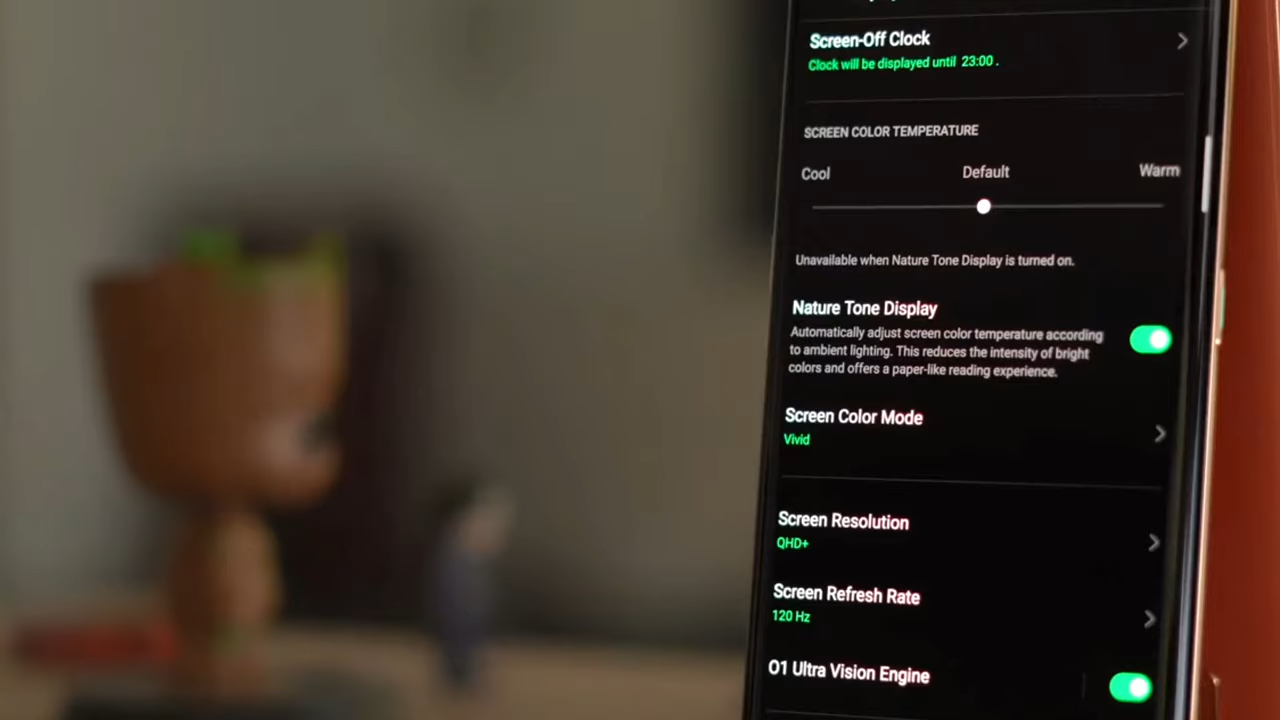 Screen-Off Clock
Clock will be displayed until 23:00 .
SCREEN COLOR TEMPERATURE
Cool Default Warm
Unavailable when Nature Tone Display is turned on.
Nature Tone Display
Automatically adjust screen color temperature according
to ambient lighting. This reduces the intensity of bright
colors and offers a paper-like reading experience.
Screen Color Mode
Vivid
Screen Resolution
QHD+
Screen Refresh Rate
120 Hz
O1 Ultra Vision Engine